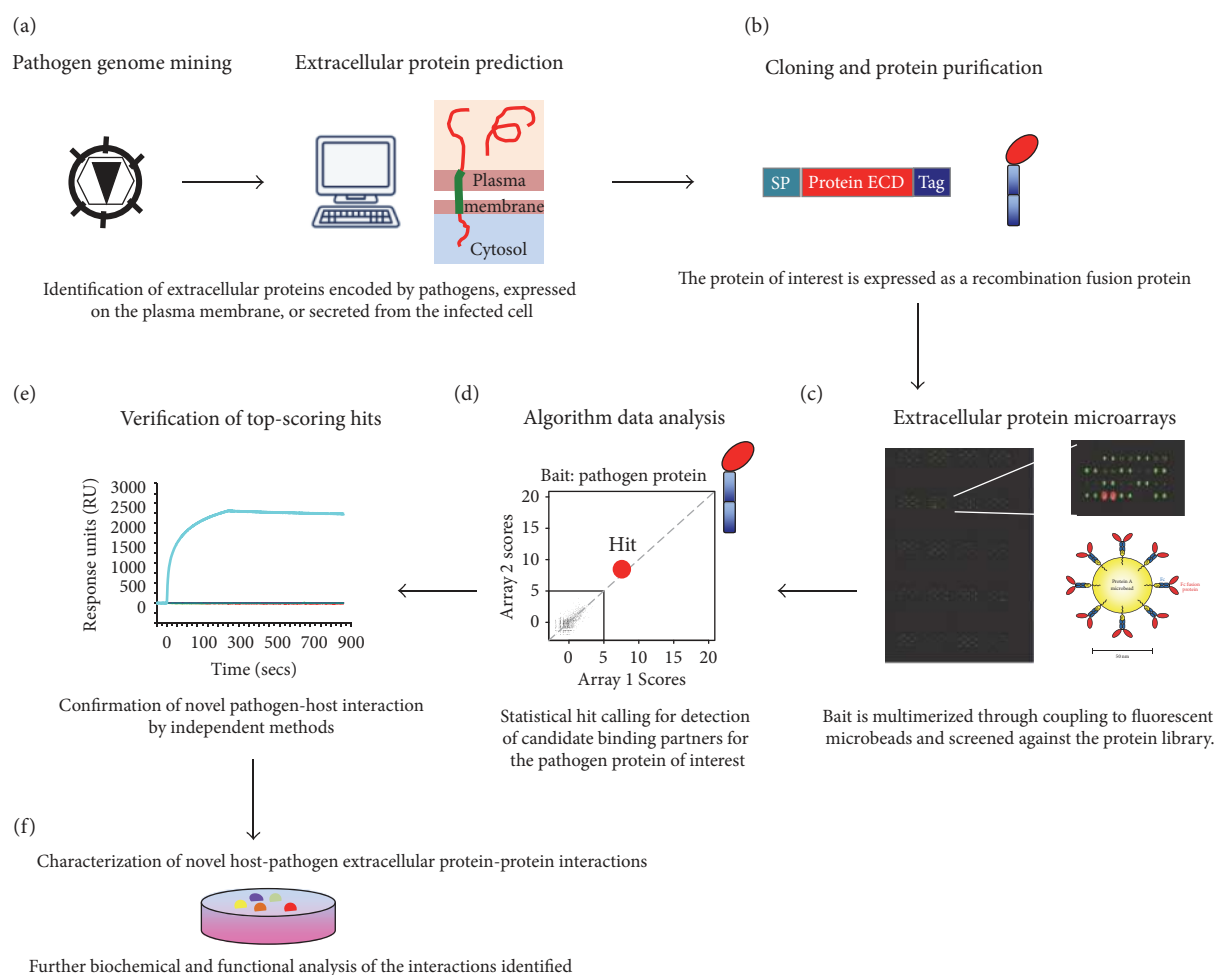 (a)
Pathogen genome mining
Extracellular protein prediction
Plasma
membrane
Cytosol
Identification of extracellular proteins encoded by pathogens, expressed
on the plasma membrane, or secreted from the infected cell
(b)
Cloning and protein purification
SP Protein ECD Tag
The protein of interest is expressed as a recombination fusion protein
(e)
Verification of top-scoring hits
Response units (RU)
3000
2500
2000
1500
1000
500
0
0 100 300 500 700 900
Time (secs)
Confirmation of novel pathogen-host interaction
by independent methods
(d)
Algorithm data analysis
Bait: pathogen protein
Array 2 scores
20
15
10
5
0
Hit
0 5 10 15 20
Array 1 Scores
Statistical hit calling for detection
of candidate binding partners for
the pathogen protein of interest
(c)
Extracellular protein microarrays
Protein A
microbead
Fc fusion
protein
50 nm
Bait is multimerized through coupling to fluorescent
microbeads and screened against the protein library.
(f)
Characterization of novel host-pathogen extracellular protein-protein interactions
Further biochemical and functional analysis of the interactions identified